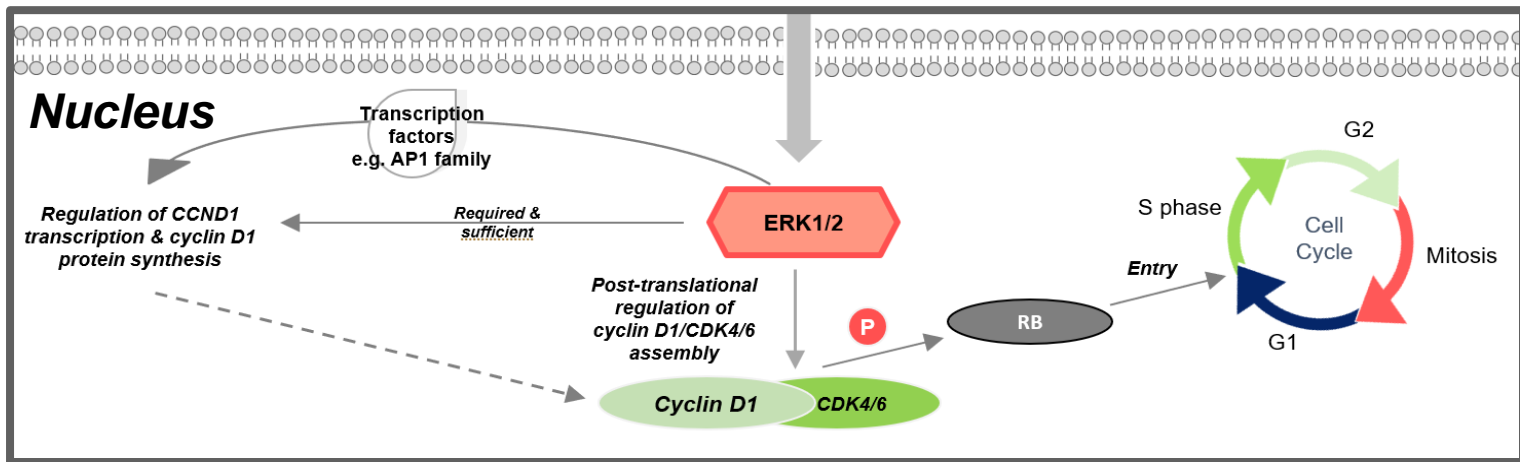 Nucleus
Transcription
factors
e.g. AP1 family
Regulation of CCND1
transcription & cyclin D1
protein synthesis
Required &
sufficient
ERK1/2
Post-translational
regulation of
cyclin D1/CDK4/6
assembly
Cyclin D1
CDK4/6
P
RB
Entry
G2
S phase
Cell
Cycle
Mitosis
G1